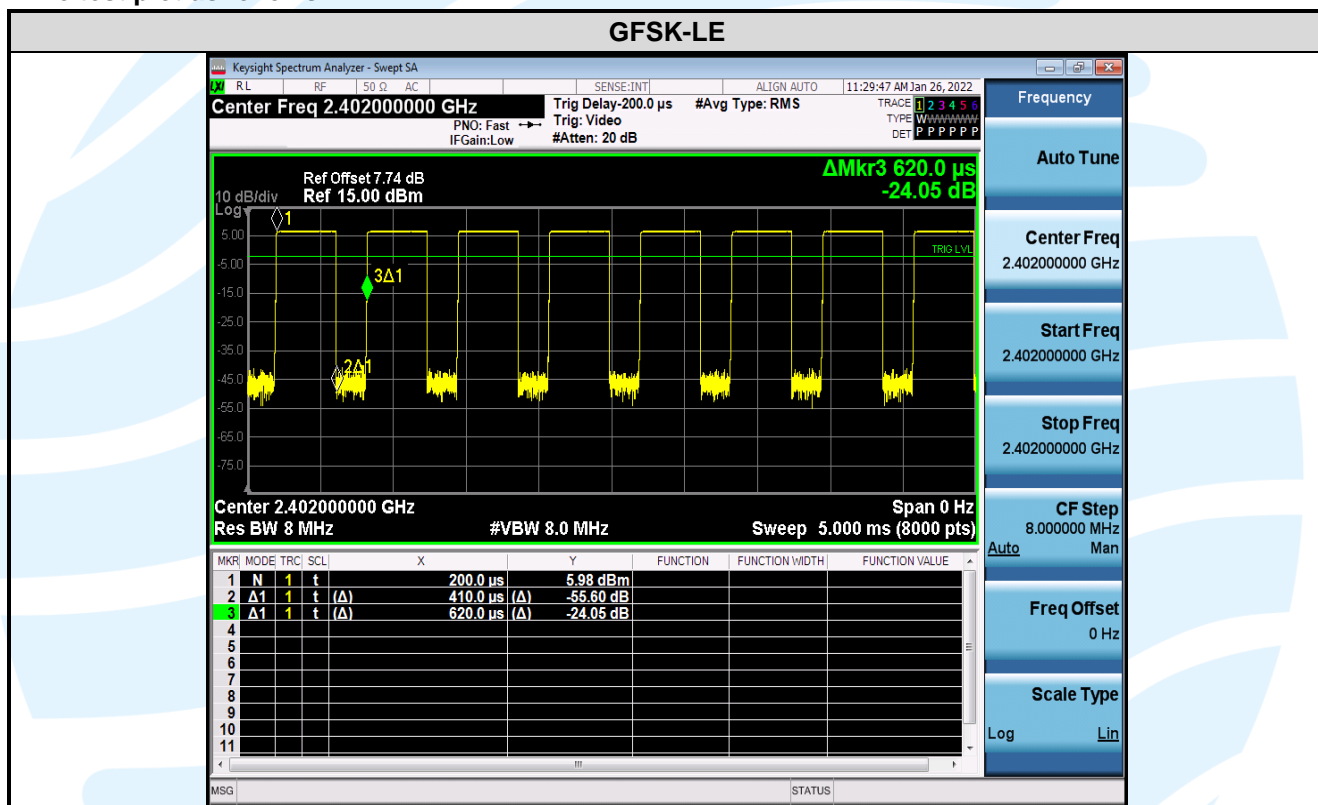 GFSK-LE
Keysight Spectrum Analyzer - Swept SA
LXI RL RF 50 Ω AC SENSE:INT ALIGN AUTO 11:29:47 AM Jan 26, 2022
Center Freq 2.402000000 GHz
PNO: Fast
IFGain:Low
Trig Delay-200.0 µs #Avg Type: RMS
Trig: Video
#Atten: 20 dB
TRACE 1 2 3 4 5 6
TYPE WWWWWW
DET P P P P P P
ΔMkr3 620.0 µs
-24.05 dB
Ref Offset 7.74 dB
10 dB/div Ref 15.00 dBm
Log
1
5.00
TRIG LVL
-5.00
3Δ1
-15.0
-25.0
-35.0
2Δ1
-45.0
-55.0
-65.0
-75.0
Center 2.402000000 GHz Span 0 Hz
Res BW 8 MHz #VBW 8.0 MHz Sweep 5.000 ms (8000 pts)
MKR MODE TRC SCL X Y FUNCTION FUNCTION WIDTH FUNCTION VALUE
1 N 1 t 200.0 µs 5.98 dBm
2 Δ1 1 t (Δ) 410.0 µs (Δ) -55.60 dB
3 Δ1 1 t (Δ) 620.0 µs (Δ) -24.05 dB
4
5
6
7
8
9
10
11
MSG STATUS
Frequency
Auto Tune
Center Freq
2.402000000 GHz
Start Freq
2.402000000 GHz
Stop Freq
2.402000000 GHz
CF Step
8.000000 MHz
Auto Man
Freq Offset
0 Hz
Scale Type
Log Lin